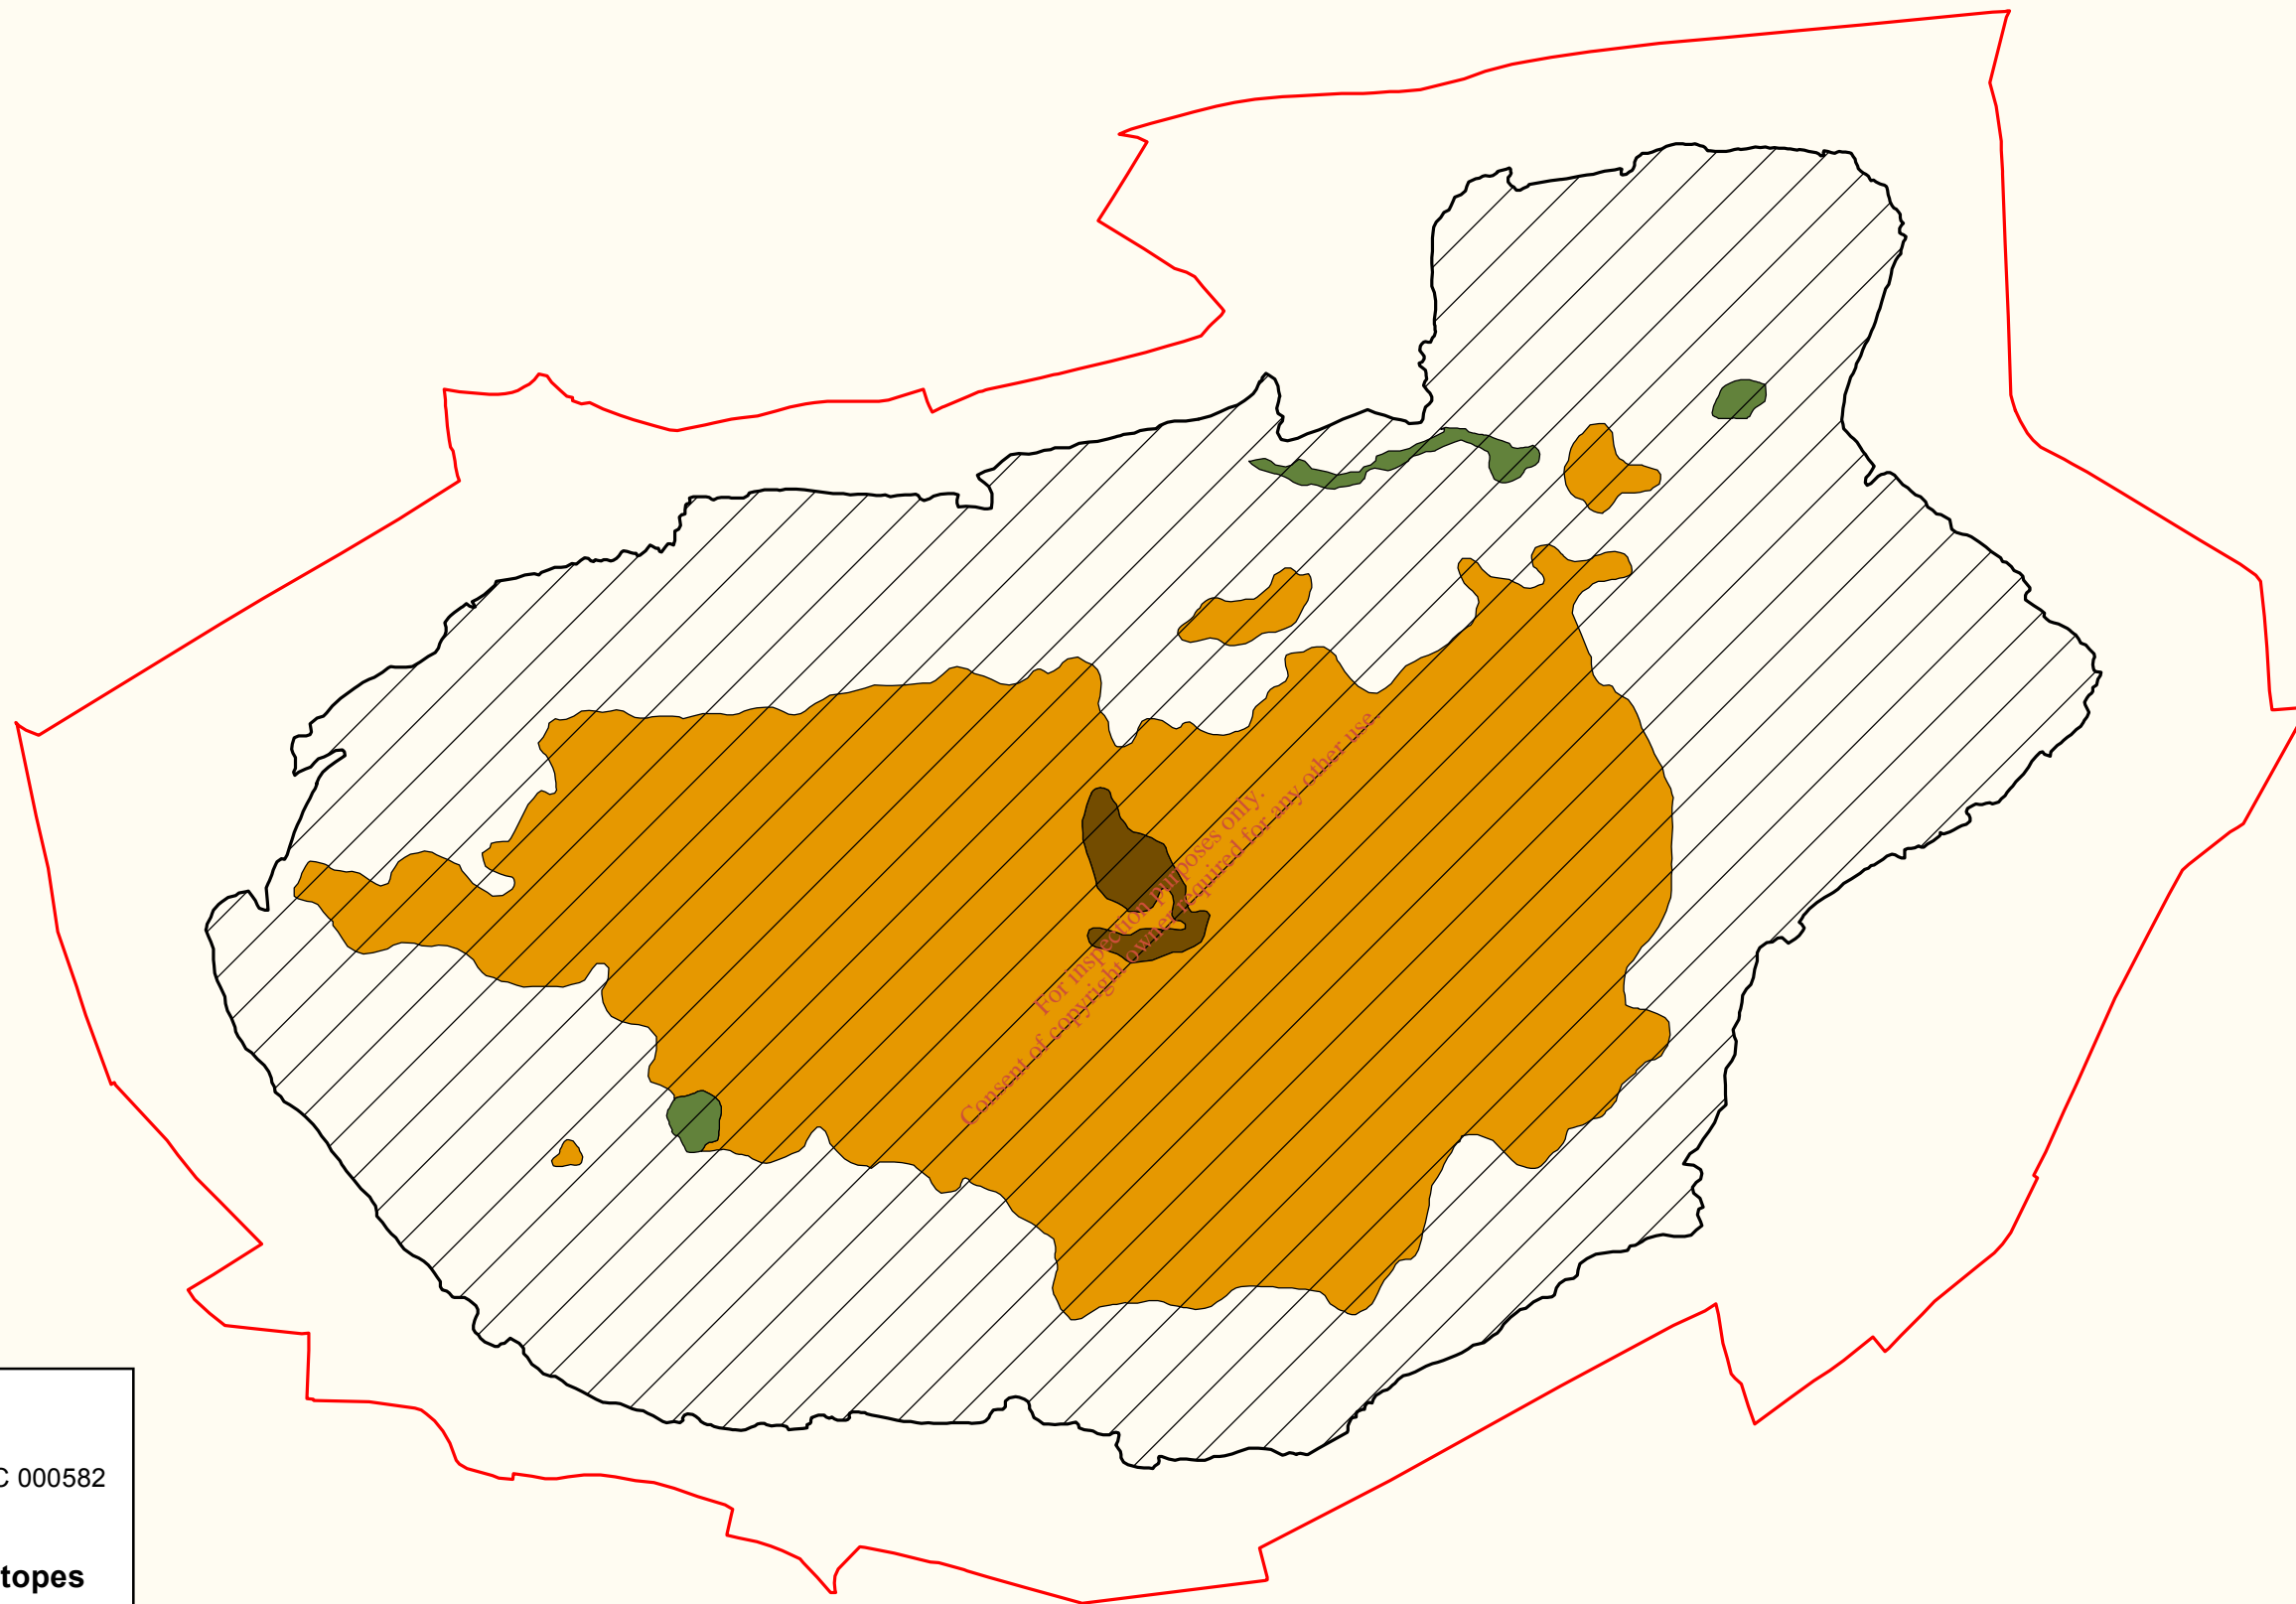 For inspection purposes only.
Consent of copyright owner required for any other use.
C 000582
topes